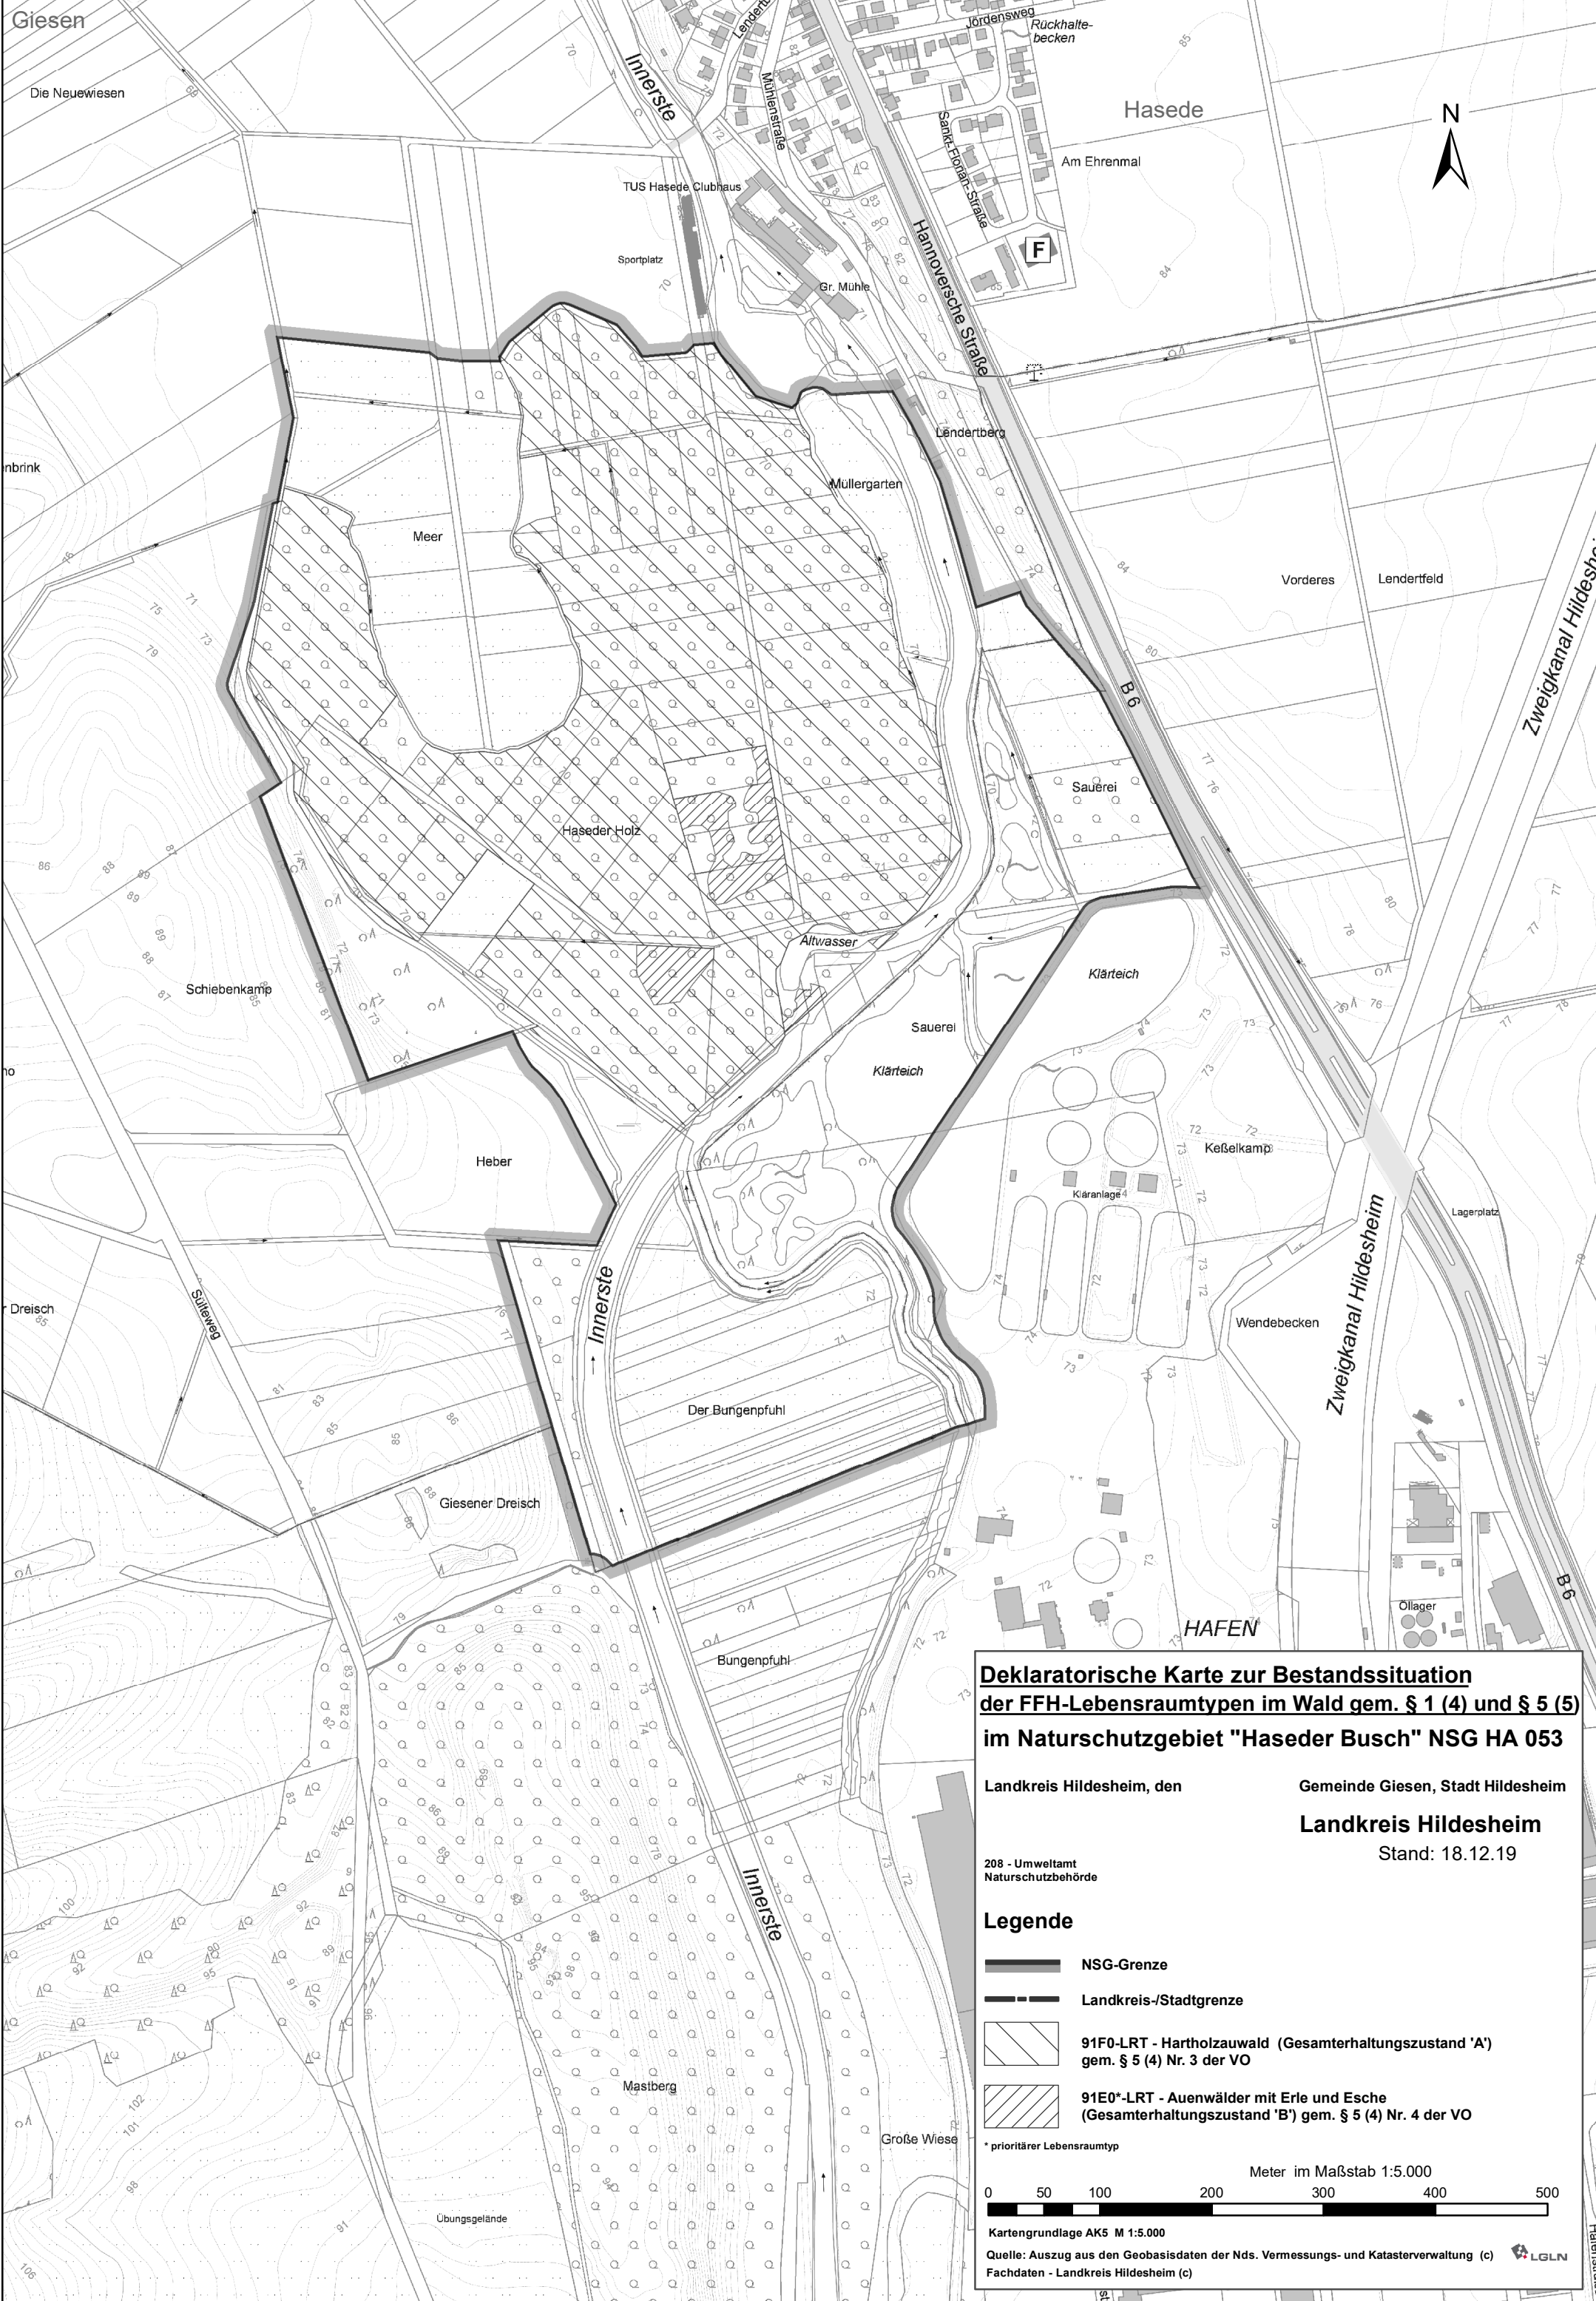 Giesen
Die Neuewiesen
Innerste
Mühlenstraße
Jördensweg
Rückhalte-
becken
Hasede
N
Sankt-Florian-Straße
Am Ehrenmal
TUS Hasede Clubhaus
Sportplatz
Gr. Mühle
Hannoversche Straße
F
Lendertberg
Müllergarten
Meer
Vorderes
Lendertfeld
B 6
Sauerei
Haseder Holz
Altwasser
Schiebenkamp
Klärteich
Sauerei
Klärteich
Heber
Keßelkamp
Kläranlage
Lagerplatz
Zweigkanal Hildesheim
Wendebecken
Innerste
Sülteweg
Der Bungenpfuhl
Giesener Dreisch
Bungenpfuhl
HAFEN
Öllager
B 6
Innerste
Mastberg
Große Wiese
Übungsgelände
Deklaratorische Karte zur Bestandssituation
der FFH-Lebensraumtypen im Wald gem. § 1 (4) und § 5 (5)
im Naturschutzgebiet "Haseder Busch" NSG HA 053
Landkreis Hildesheim, den
Gemeinde Giesen, Stadt Hildesheim
Landkreis Hildesheim
Stand: 18.12.19
208 - Umweltamt
Naturschutzbehörde
Legende
NSG-Grenze
Landkreis-/Stadtgrenze
91F0-LRT - Hartholzauwald (Gesamterhaltungszustand 'A')
gem. § 5 (4) Nr. 3 der VO
91E0*-LRT - Auenwälder mit Erle und Esche
(Gesamterhaltungszustand 'B') gem. § 5 (4) Nr. 4 der VO
* prioritärer Lebensraumtyp
Meter im Maßstab 1:5.000
0 50 100 200 300 400 500
Kartengrundlage AK5 M 1:5.000
Quelle: Auszug aus den Geobasisdaten der Nds. Vermessungs- und Katasterverwaltung (c)
LGLN
Fachdaten - Landkreis Hildesheim (c)